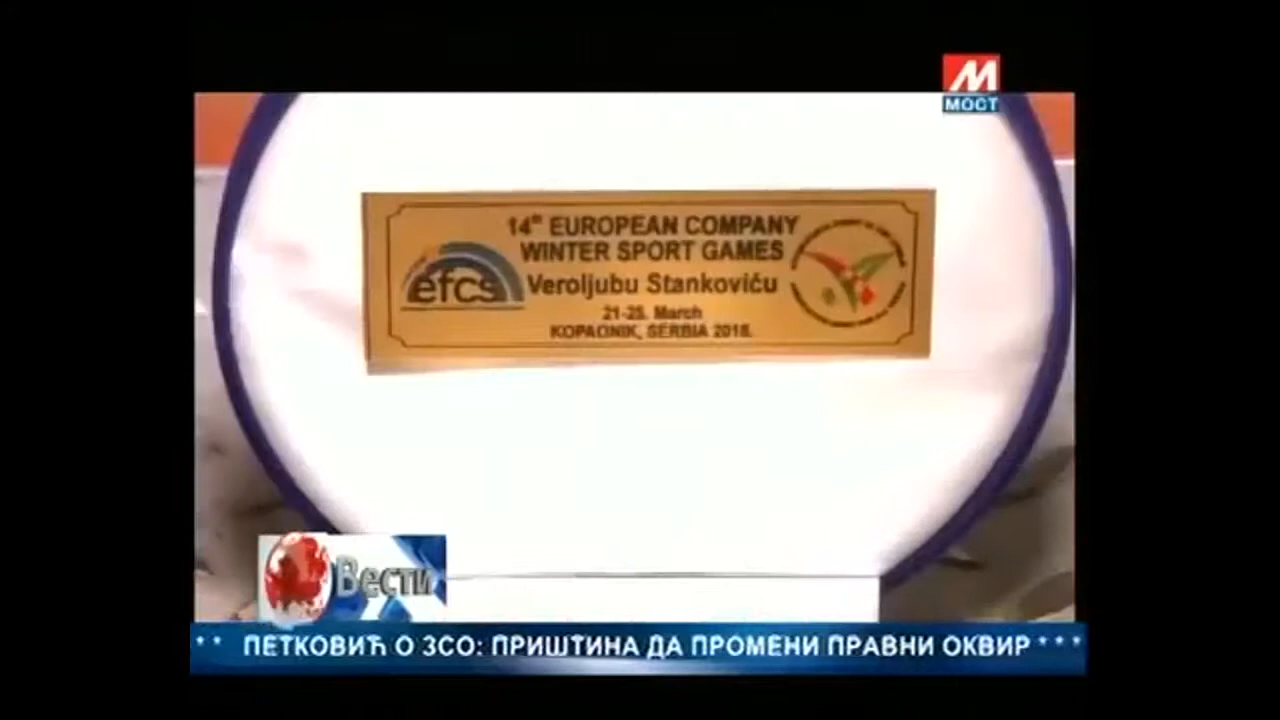 М
МОСТ
14th EUROPEAN COMPANY
WINTER SPORT GAMES
efcs
Veroljubu Stankoviću
21-25. March
KOPAONIK, SERBIA 2018.
Вести
** ПЕТКОВИЋ О ЗСО: ПРИШТИНА ДА ПРОМЕНИ ПРАВНИ ОКВИР ***